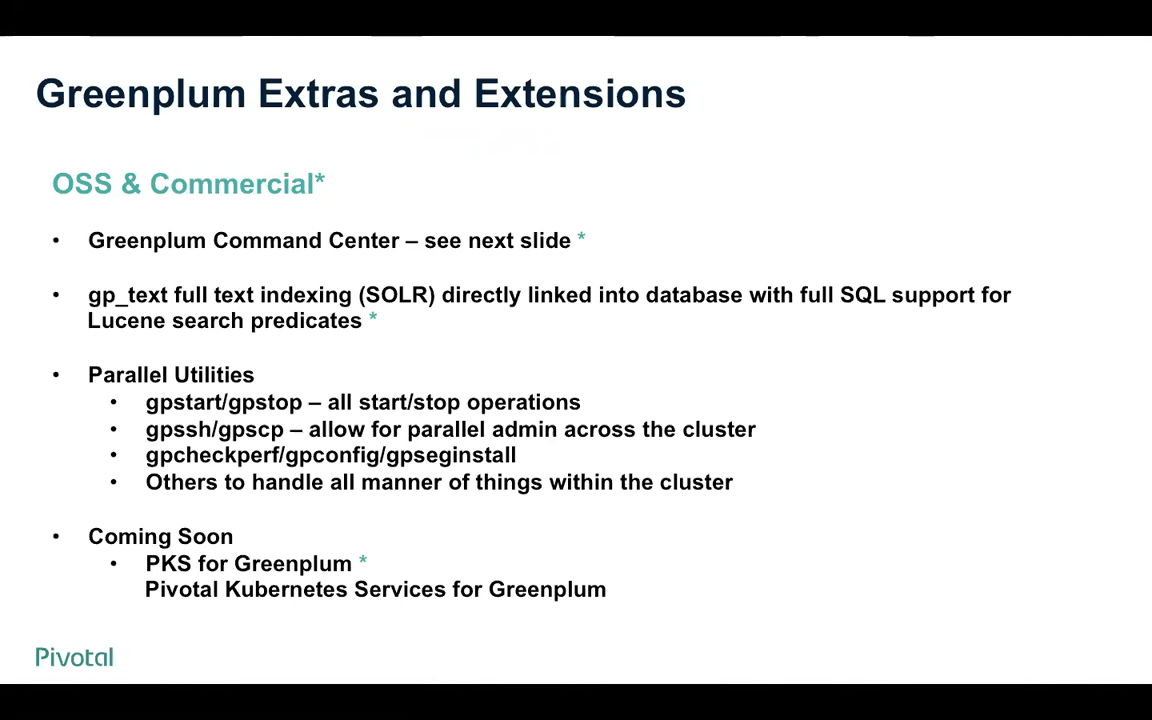 Greenplum Extras and Extensions
OSS & Commercial*
• Greenplum Command Center – see next slide *
• gp_text full text indexing (SOLR) directly linked into database with full SQL support for
Lucene search predicates *
• Parallel Utilities
• gpstart/gpstop – all start/stop operations
• gpssh/gpscp – allow for parallel admin across the cluster
• gpcheckperf/gpconfig/gpseginstall
• Others to handle all manner of things within the cluster
• Coming Soon
• PKS for Greenplum *
Pivotal Kubernetes Services for Greenplum
Pivotal